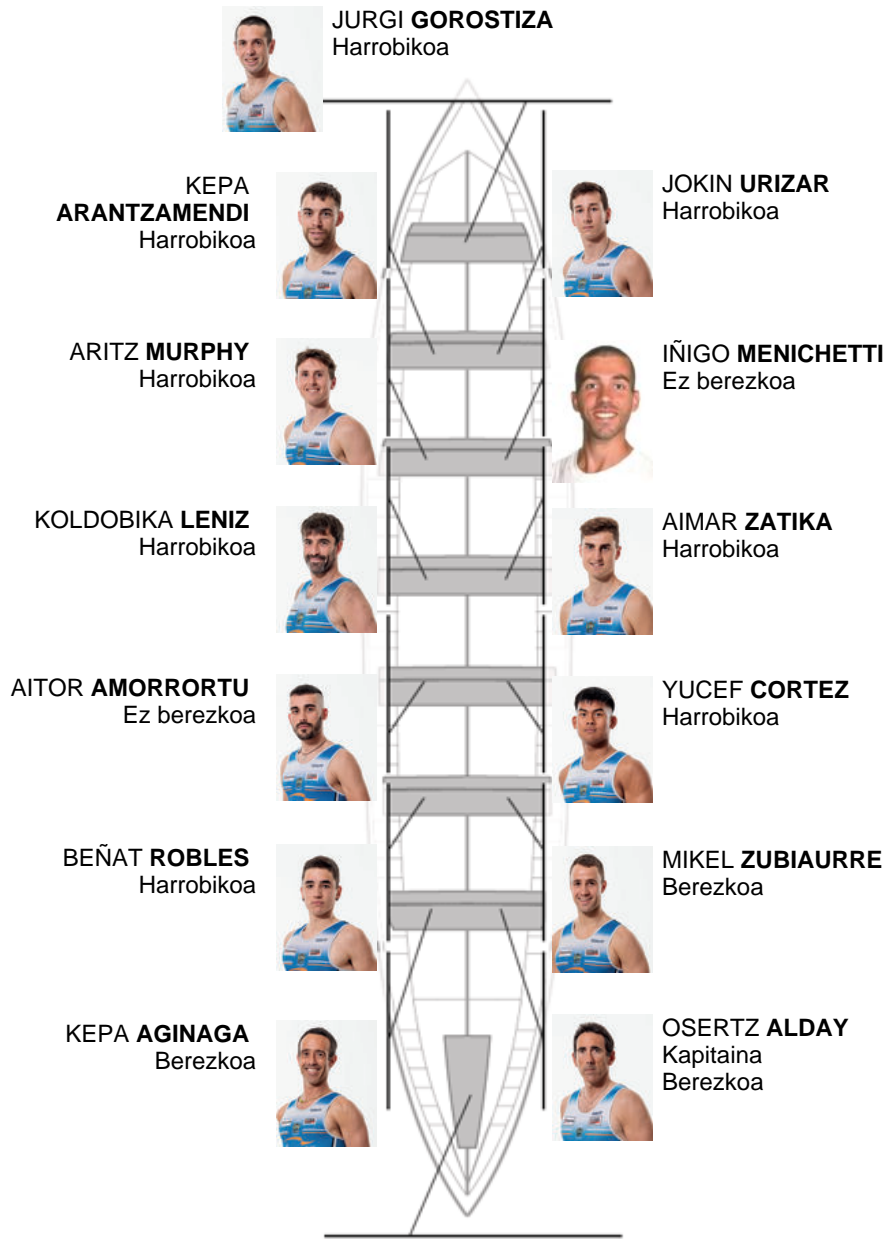 JURGI GOROSTIZA
Harrobikoa
KEPA
ARANTZAMENDI
Harrobikoa
JOKIN URIZAR
Harrobikoa
ARITZ MURPHY
Harrobikoa
IÑIGO MENICHETTI
Ez berezkoa
KOLDOBIKA LENIZ
Harrobikoa
AIMAR ZATIKA
Harrobikoa
AITOR AMORRORTU
Ez berezkoa
YUCEF CORTEZ
Harrobikoa
BEÑAT ROBLES
Harrobikoa
MIKEL ZUBIAURRE
Berezkoa
KEPA AGINAGA
Berezkoa
OSERTZ ALDAY
Kapitaina
Berezkoa